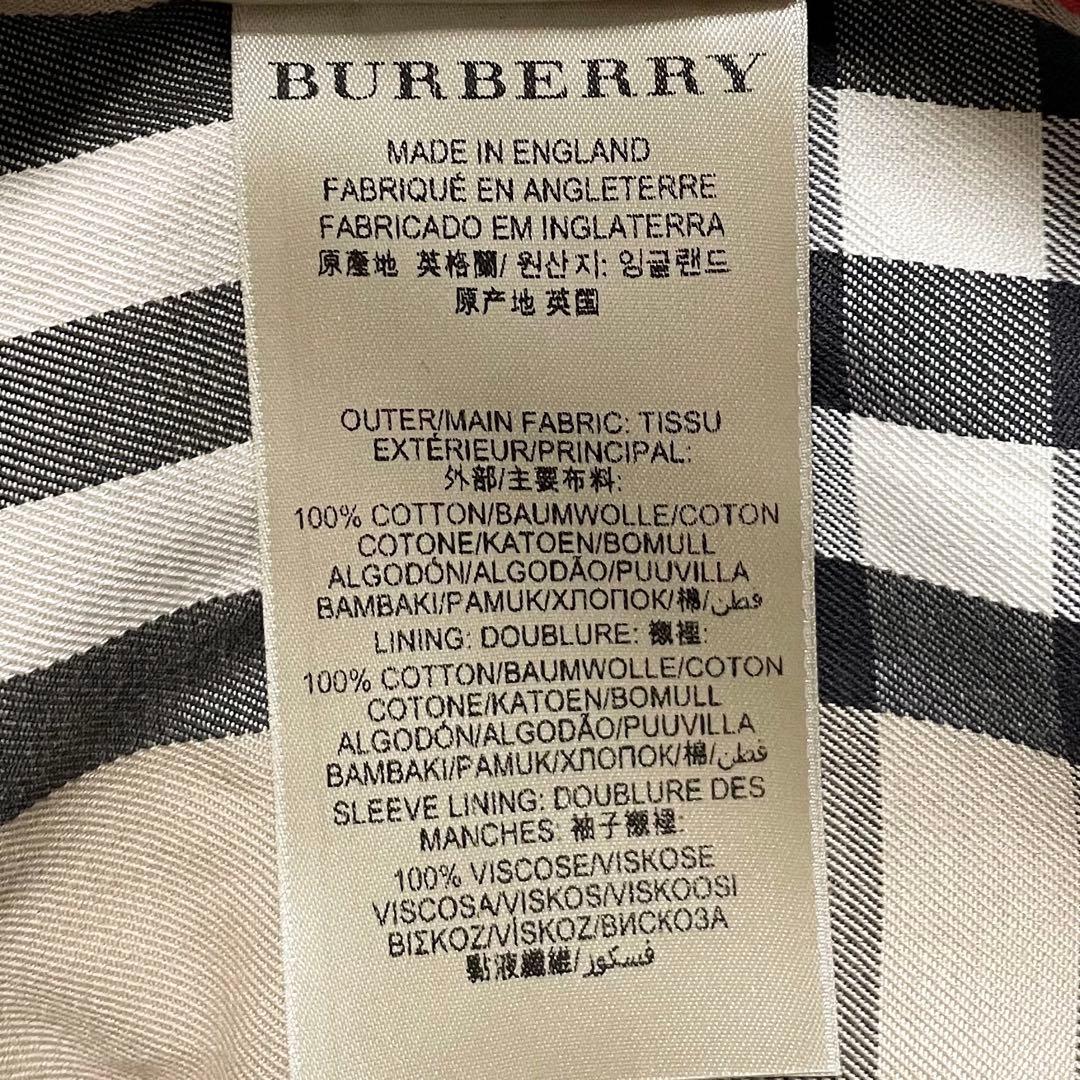 BURBERRY
MADE IN ENGLAND
FABRIQUÉ EN ANGLETERRE
FABRICADO EM INGLATERRA
原產地 英格蘭/ 원산지: 잉글랜드
原产地 英国
OUTER/MAIN FABRIC: TISSU
EXTÉRIEUR/PRINCIPAL:
外部/主要布料:
100% COTTON/BAUMWOLLE/COTON
COTONE/KATOEN/BOMULL
ALGODÓN/ALGODÃO/PUUVILLA
BAMBAKI/PAMUK/ХЛОПОК/棉/قطن
LINING: DOUBLURE: 襯裡:
100% COTTON/BAUMWOLLE/COTON
COTONE/KATOEN/BOMULL
ALGODÓN/ALGODÃO/PUUVILLA
BAMBAKI/PAMUK/ХЛОПОК/棉/قطن
SLEEVE LINING: DOUBLURE DES
MANCHES: 袖子襯裡:
100% VISCOSE/VISKOSE
VISCOSA/VISKOS/VISKOOSI
ΒΙΣΚΟΖ/VİSKOZ/ВИСКОЗА
黏液纖維/فسكوز